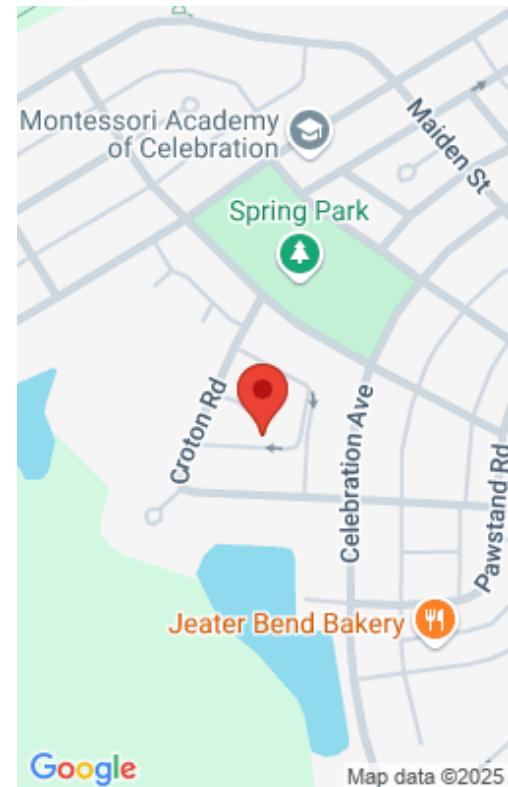 Maiden St
Montessori Academy
of Celebration
Spring Park
Croton Rd
Celebration Ave
Pawstand Rd
Jeater Bend Bakery
Google
Map data ©2025